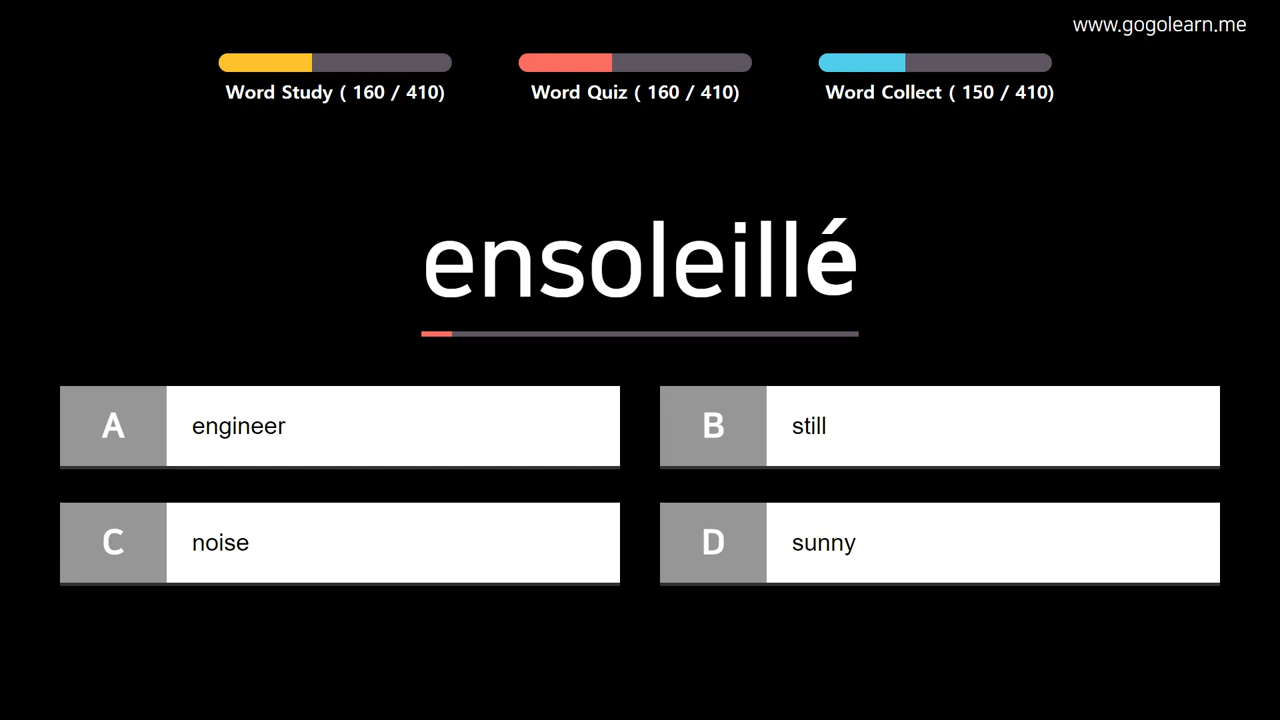 www.gogolearn.me
Word Study ( 160 / 410)
Word Quiz ( 160 / 410)
Word Collect ( 150 / 410)
ensoleillé
A engineer
B still
C noise
D sunny